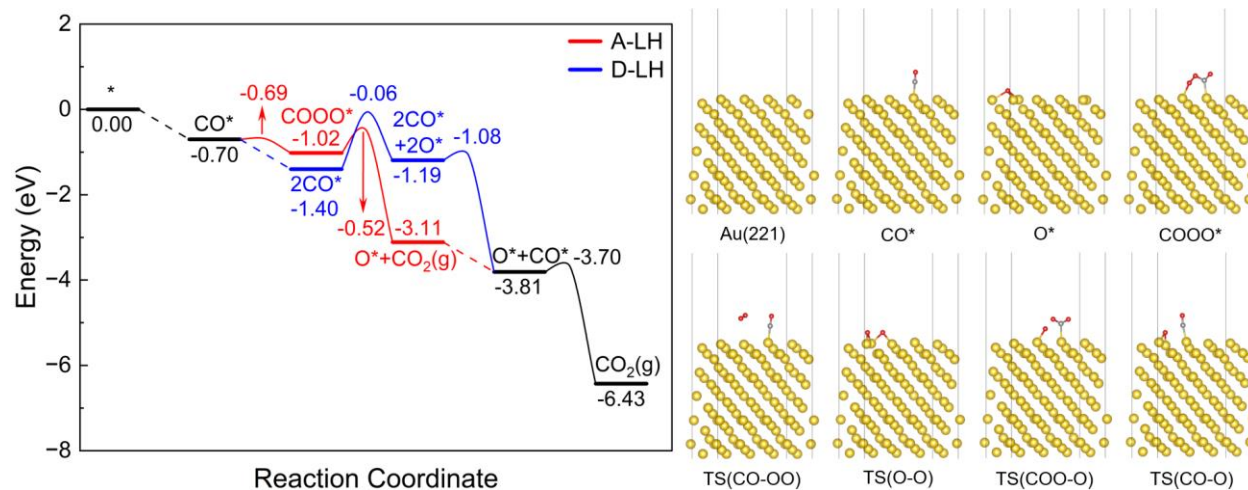 2
0
−2
−4
−6
−8
Energy (eV)
Reaction Coordinate
A-LH
D-LH
*
0.00
CO*
-0.70
-0.69
COOO*
-1.02
2CO*
-1.40
-0.06
-0.52
2CO*
+2O*
-1.19
-1.08
-3.11
O*+CO₂(g)
O*+CO*
-3.70
-3.81
CO₂(g)
-6.43
Au(221)
CO*
O*
COOO*
TS(CO-OO)
TS(O-O)
TS(COO-O)
TS(CO-O)